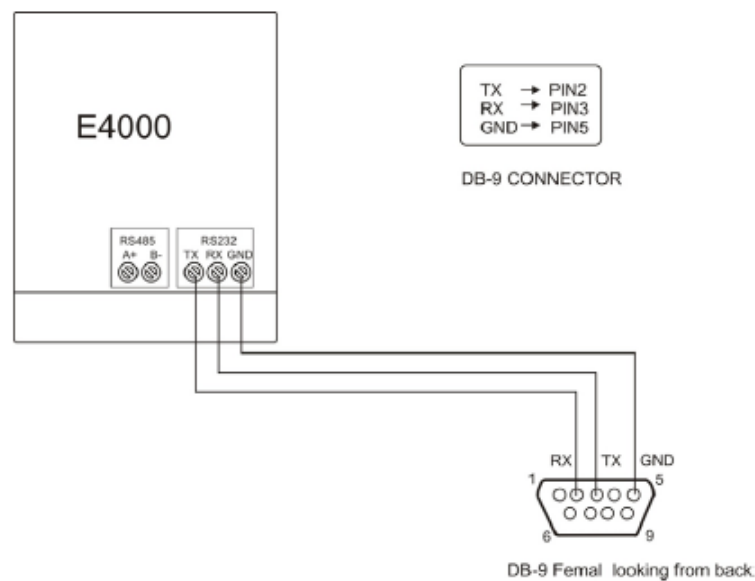 E4000
TX → PIN2
RX → PIN3
GND → PIN5
DB-9 CONNECTOR
RS485
A+ B-
RS232
TX RX GND
RX TX GND
1 5
6 9
DB-9 Femal looking from back